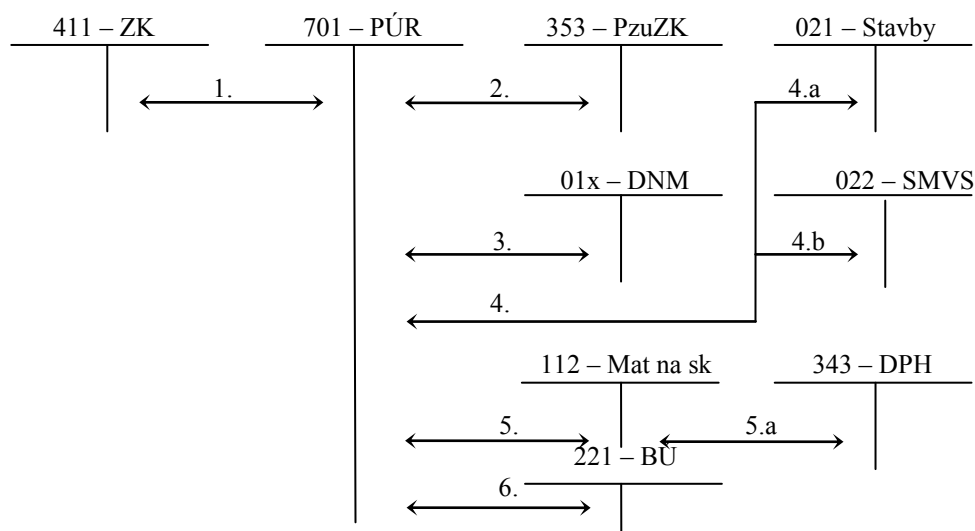 411 – ZK 701 – PÚR 353 – PzuZK 021 – Stavby
1. 2. 4.a
01x – DNM 022 – SMVS
3. 4.b
4.
112 – Mat na sk 343 – DPH
5. 5.a
221 – BÚ
6.